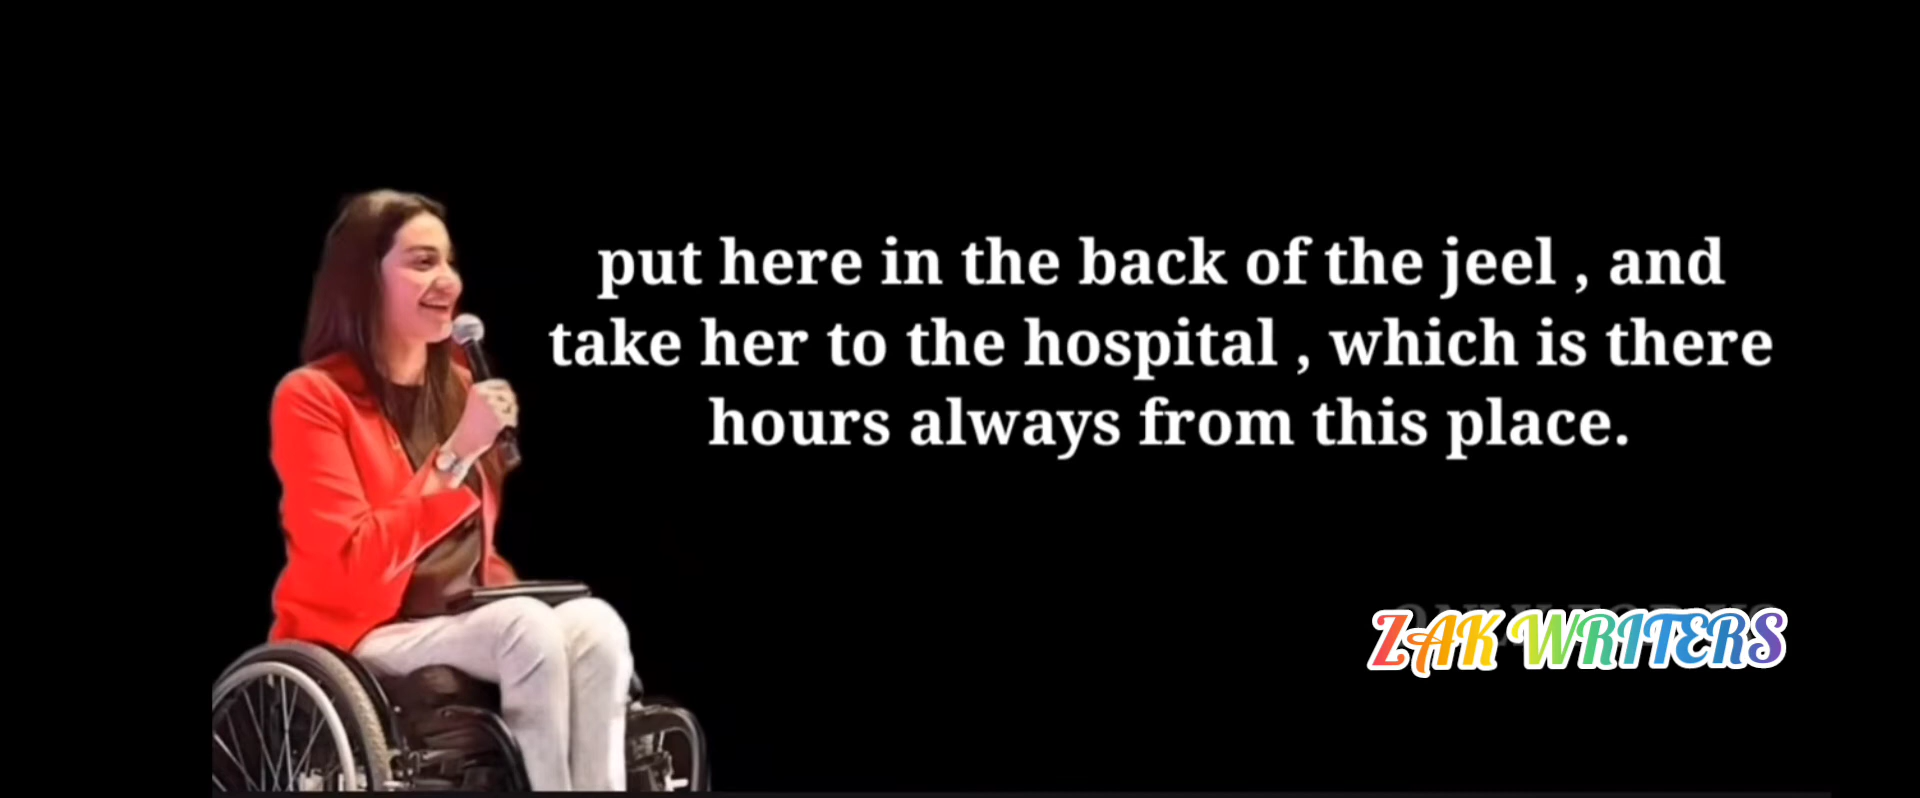 put here in the back of the jeel , and
take her to the hospital , which is there
hours always from this place.
ZAK WRITERS